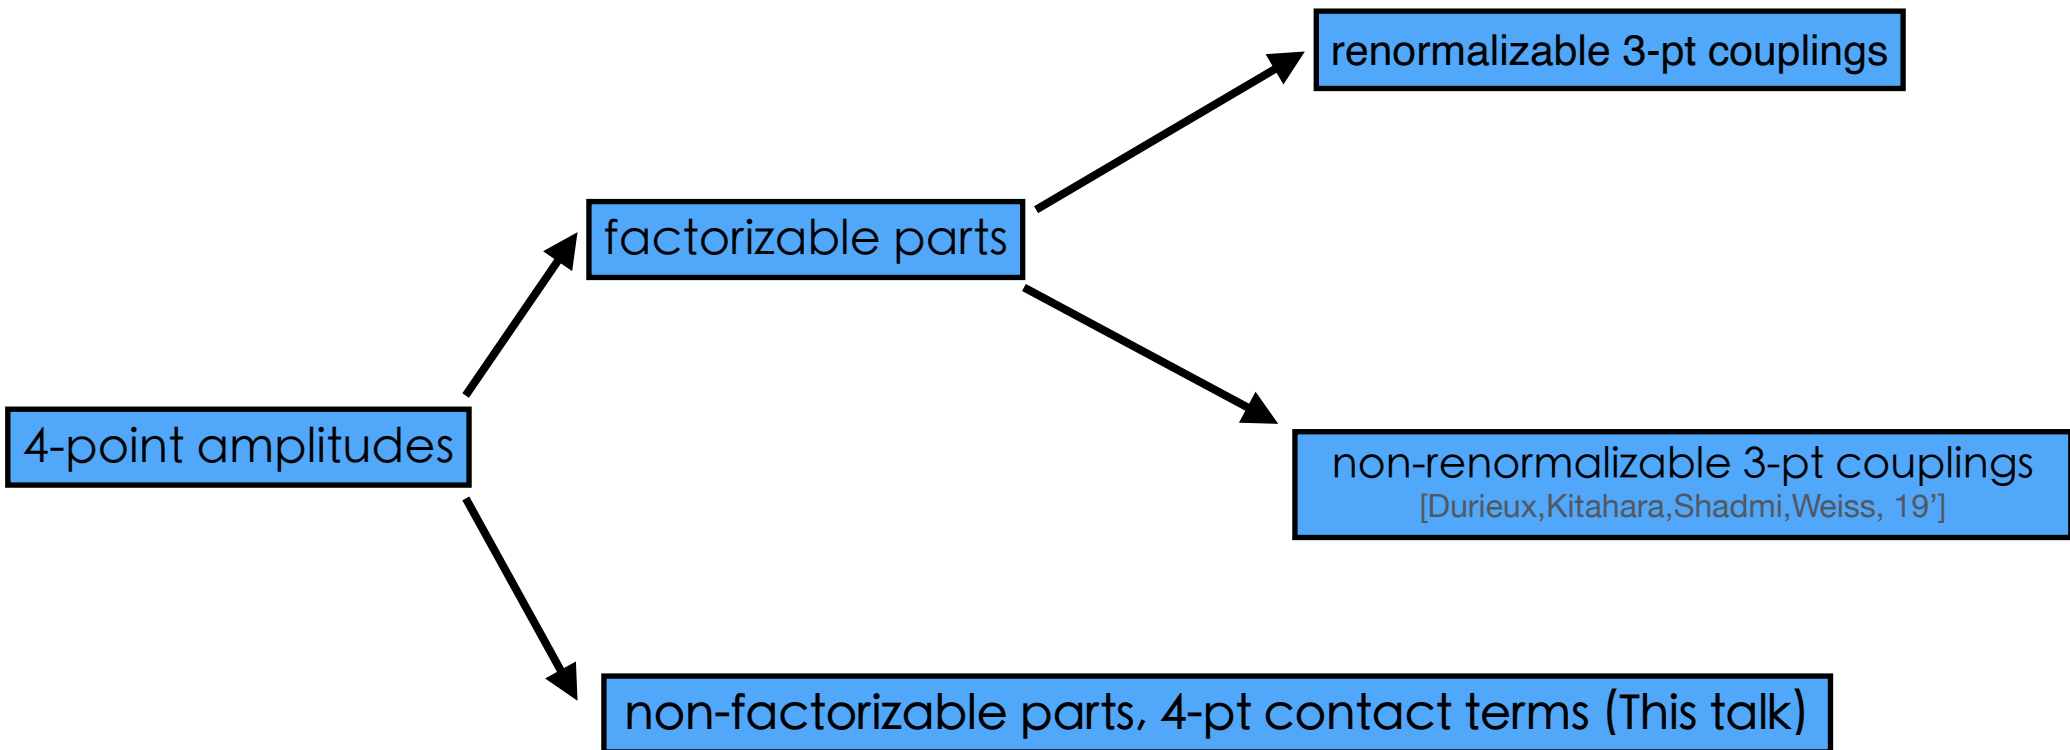 renormalizable 3-pt couplings
factorizable parts
4-point amplitudes
non-renormalizable 3-pt couplings
[Durieux,Kitahara,Shadmi,Weiss, 19’]
non-factorizable parts, 4-pt contact terms (This talk)